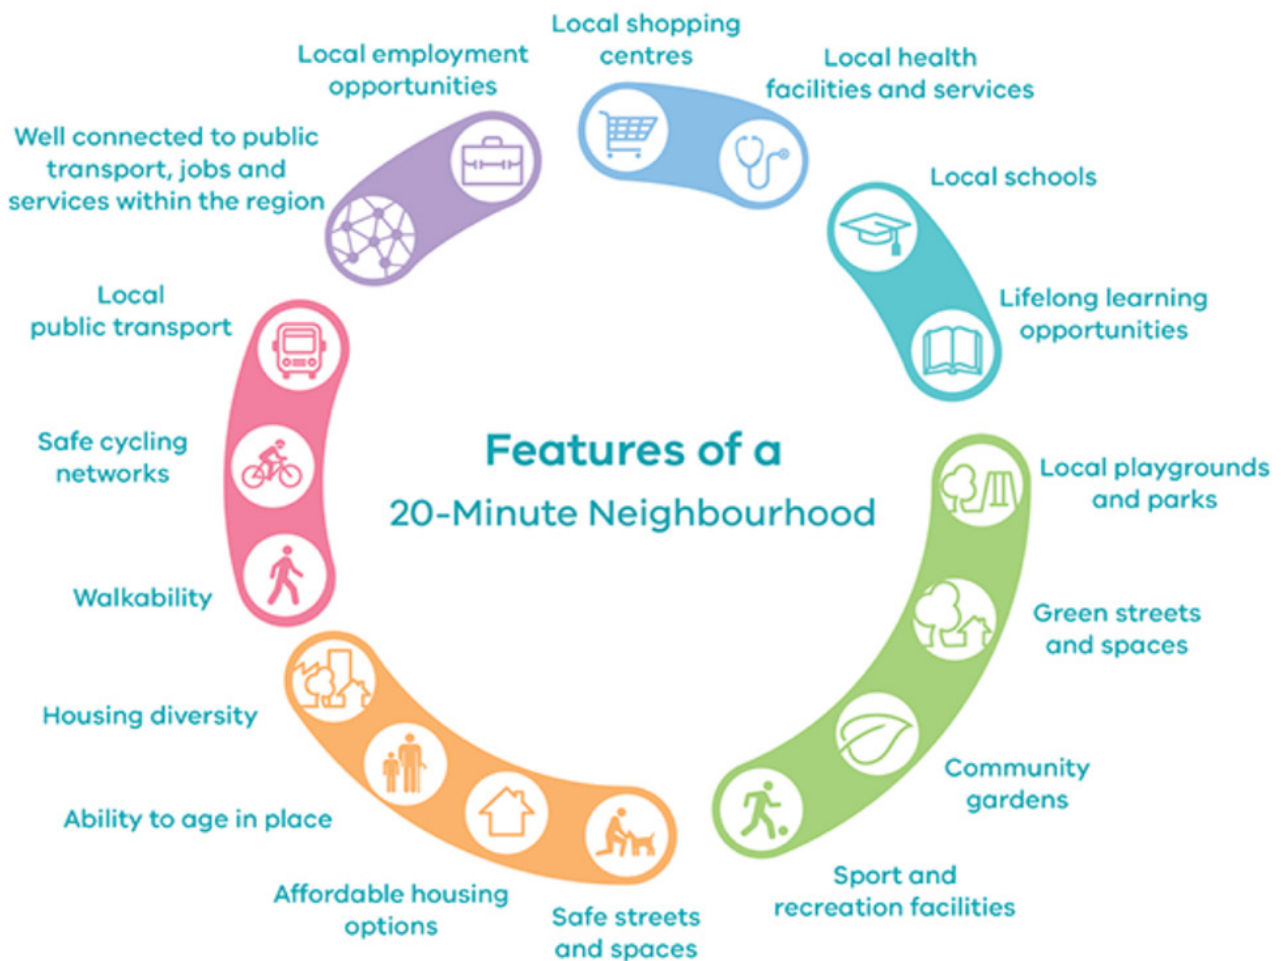 Local shopping
centres
Local health
facilities and services
Local schools
Lifelong learning
opportunities
Local playgrounds
and parks
Green streets
and spaces
Community
gardens
Sport and
recreation facilities
Safe streets
and spaces
Affordable housing
options
Ability to age in place
Housing diversity
Walkability
Safe cycling
networks
Local
public transport
Well connected to public
transport, jobs and
services within the region
Local employment
opportunities
Features of a
20-Minute Neighbourhood